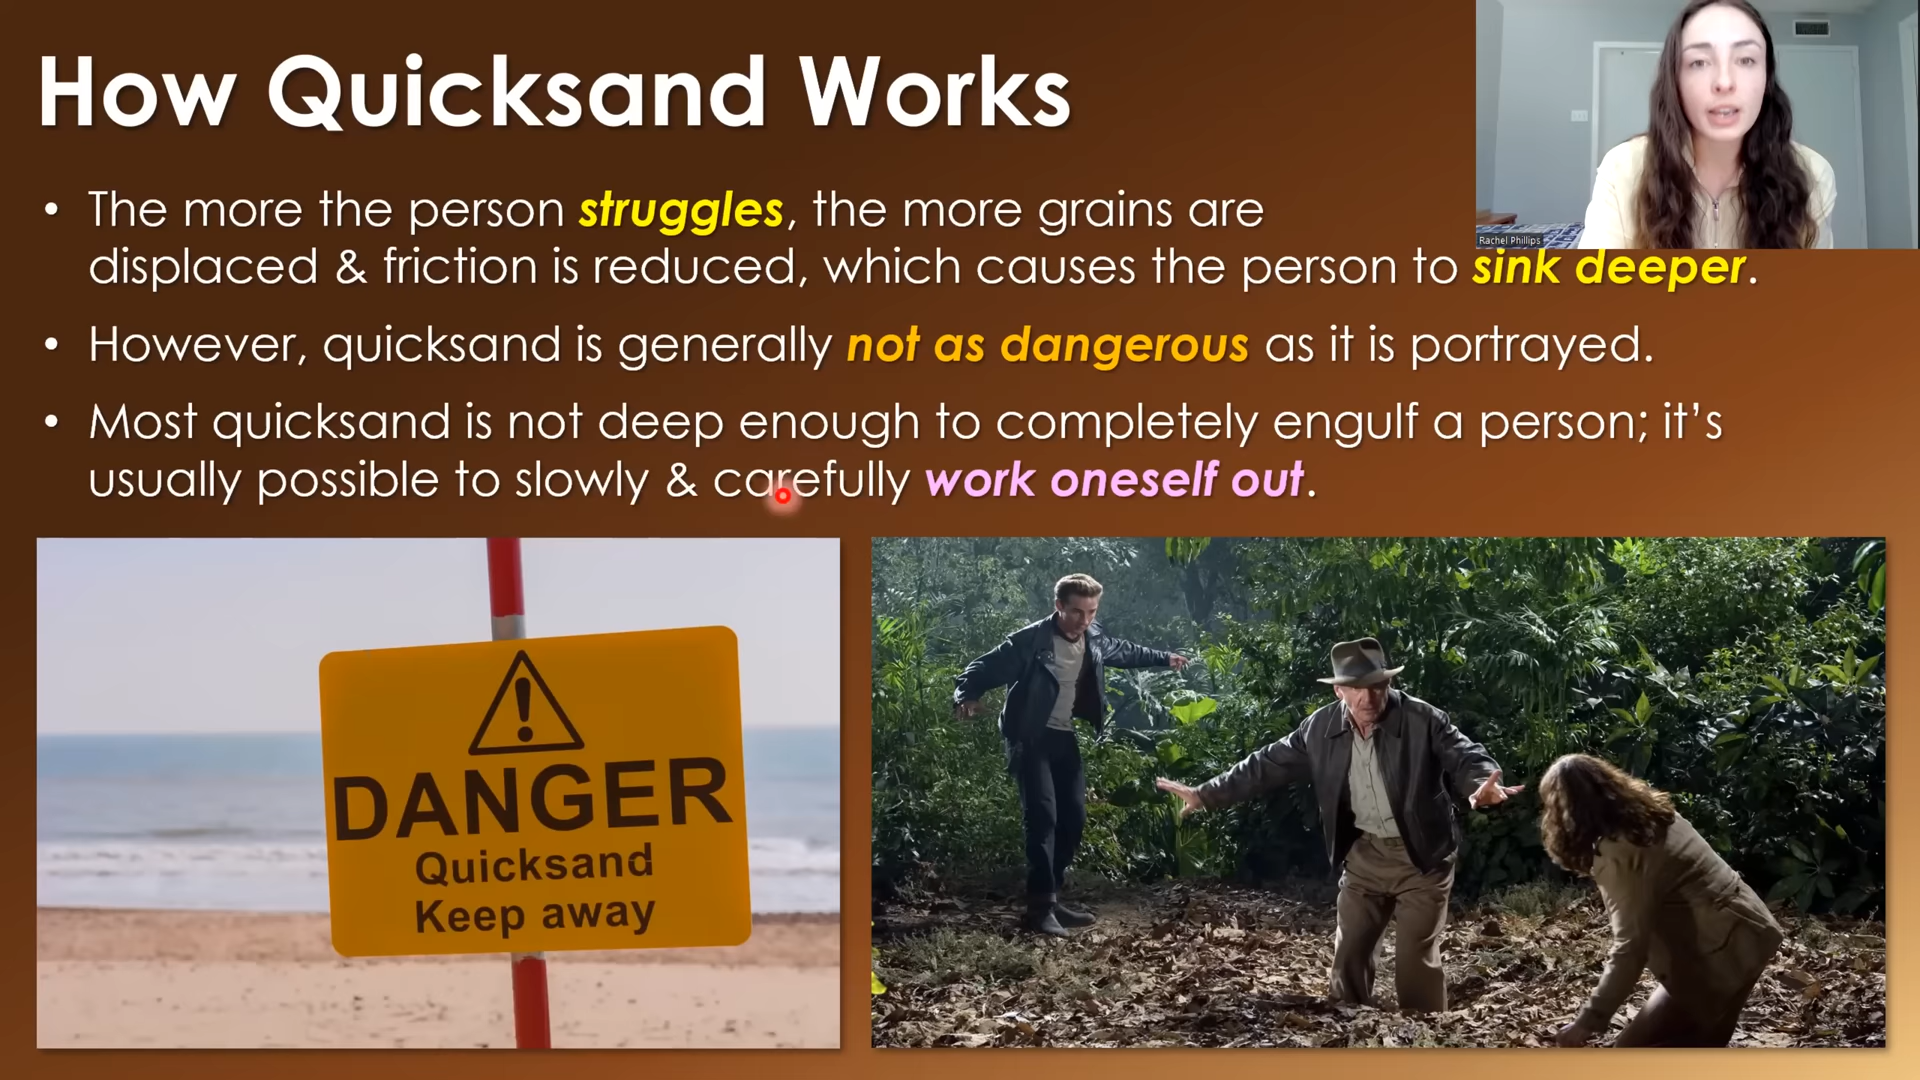 How Quicksand Works
• The more the person struggles, the more grains are
displaced & friction is reduced, which causes the person to sink deeper.
• However, quicksand is generally not as dangerous as it is portrayed.
• Most quicksand is not deep enough to completely engulf a person; it’s
usually possible to slowly & carefully work oneself out.
Rachel Phillips
DANGER
Quicksand
Keep away